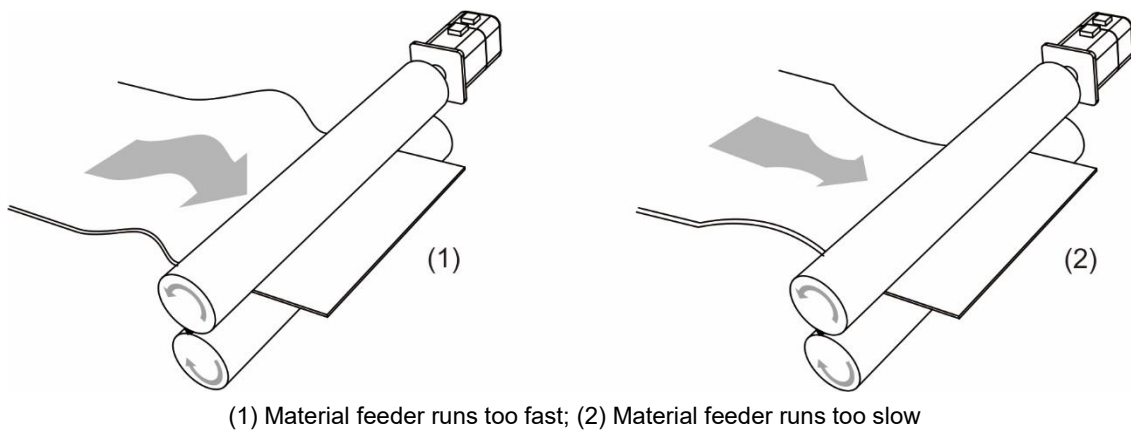 (1)
(2)
(1) Material feeder runs too fast; (2) Material feeder runs too slow